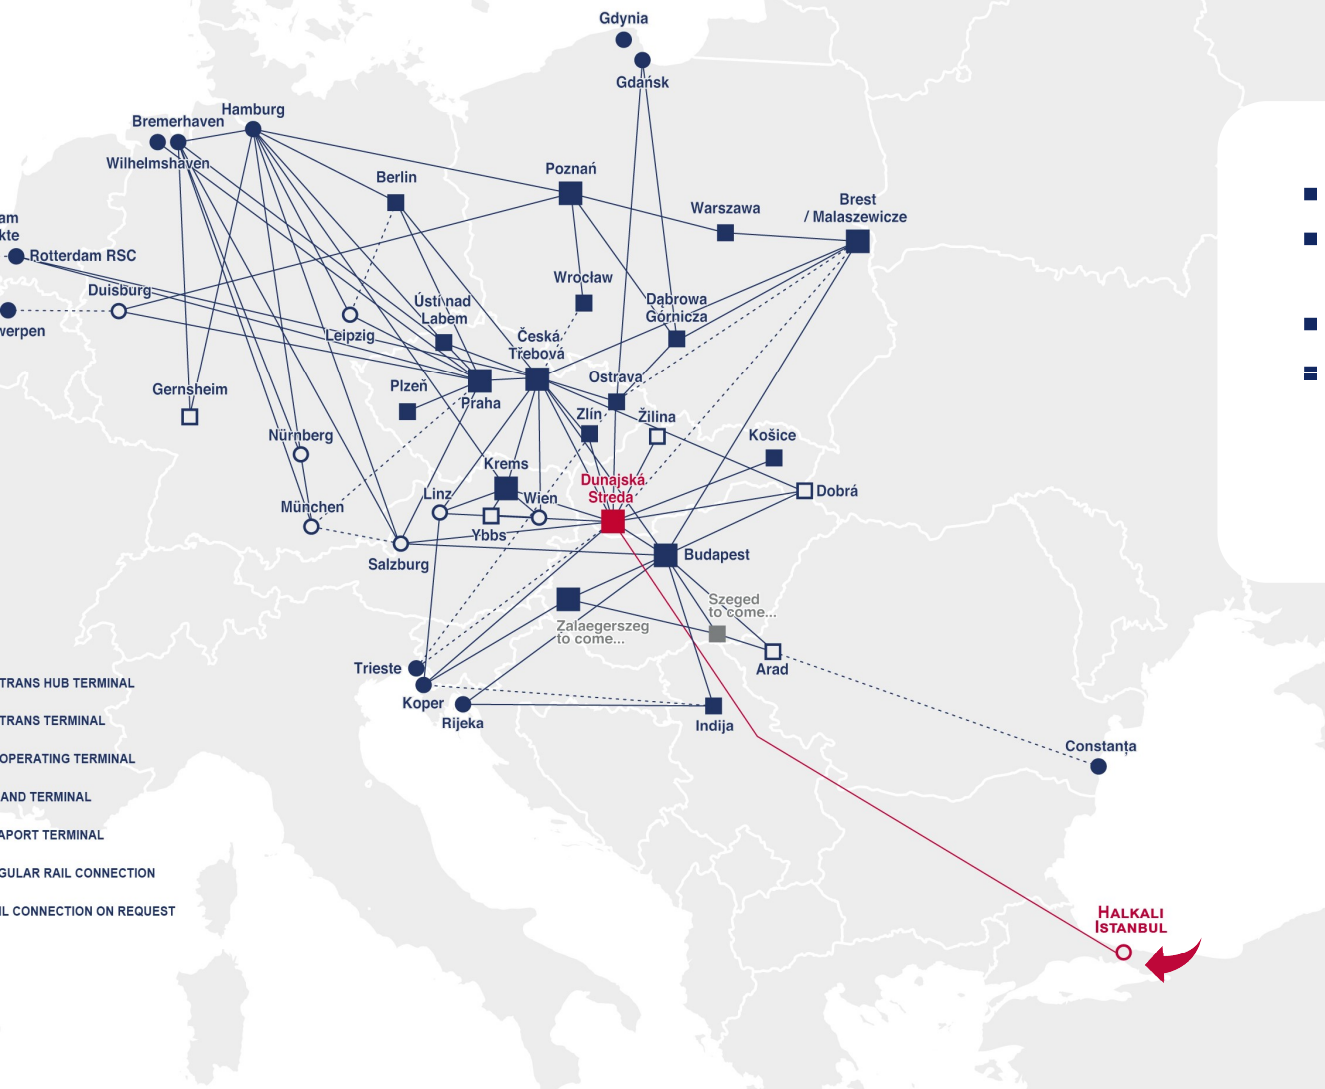 Gdynia
Gdańsk
Hamburg
Bremerhaven
Wilhelmshaven
Berlin
Poznań
Warszawa
Brest
/ Malaszewicze
am
kte
Rotterdam RSC
Duisburg
werpen
Leipzig
Ústí nad
Labem
Wrocław
Dąbrowa
Górnicza
Česká
Třebová
Gernsheim
Plzeň
Praha
Ostrava
Zlín
Žilina
Košice
Nürnberg
Krems
Dunajská
Streda
Dobrá
München
Linz
Wien
Ybbs
Salzburg
Budapest
Szeged
to come...
Zalaegerszeg
to come...
Arad
Trieste
Koper
Rijeka
Indija
Constanța
TRANS HUB TERMINAL
TRANS TERMINAL
OPERATING TERMINAL
AND TERMINAL
APORT TERMINAL
GULAR RAIL CONNECTION
IL CONNECTION ON REQUEST
HALKALI
ISTANBUL